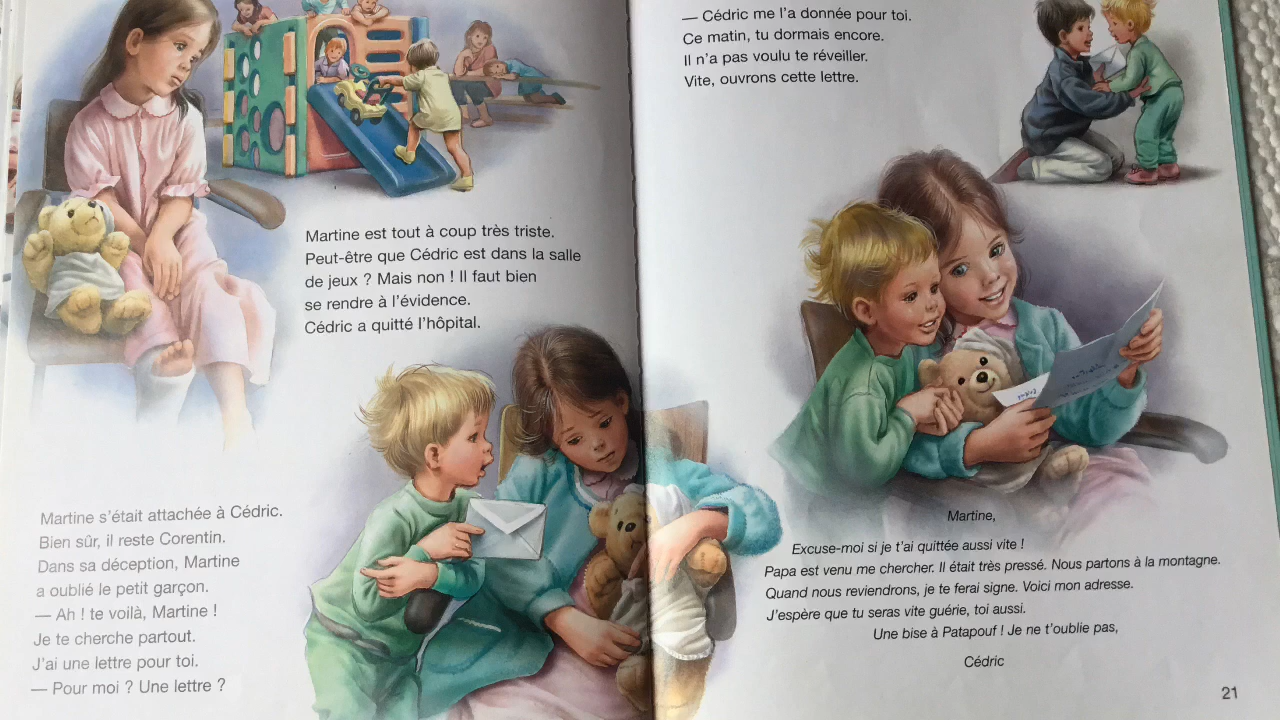 Martine est tout à coup très triste.
Peut-être que Cédric est dans la salle
de jeux ? Mais non ! Il faut bien
se rendre à l'évidence.
Cédric a quitté l'hôpital.
Martine s'était attachée à Cédric.
Bien sûr, il reste Corentin.
Dans sa déception, Martine
a oublié le petit garçon.
— Ah ! te voilà, Martine !
Je te cherche partout.
J'ai une lettre pour toi.
— Pour moi ? Une lettre ?
— Cédric me l'a donnée pour toi.
Ce matin, tu dormais encore.
Il n'a pas voulu te réveiller.
Vite, ouvrons cette lettre.
Martine,
Excuse-moi si je t'ai quittée aussi vite !
Papa est venu me chercher. Il était très pressé. Nous partons à la montagne.
Quand nous reviendrons, je te ferai signe. Voici mon adresse.
J'espère que tu seras vite guérie, toi aussi.
Une bise à Patapouf ! Je ne t'oublie pas,
Cédric
21